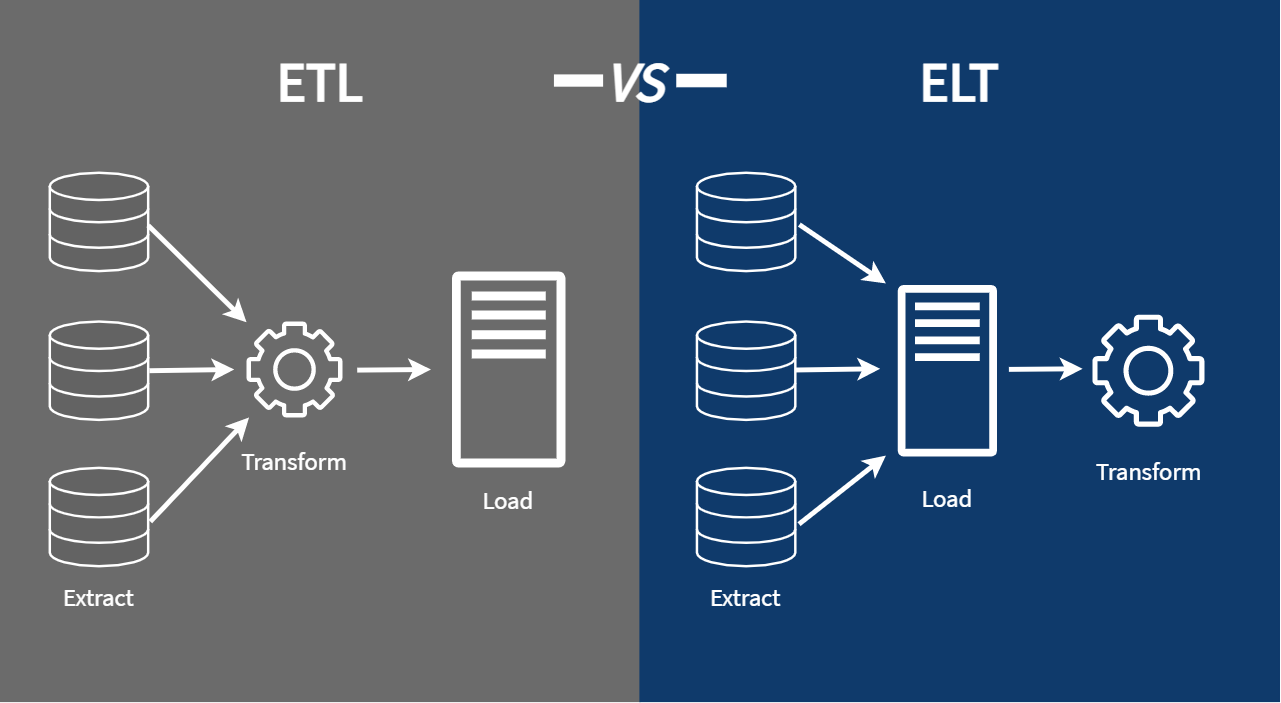 ETL
VS
ELT
Extract
Transform
Load
Extract
Load
Transform